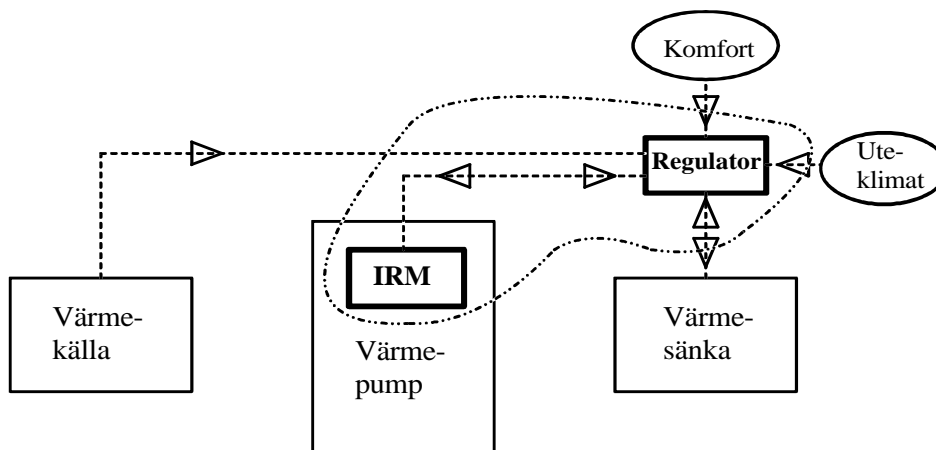 Komfort
Regulator
Ute-
klimat
IRM
Värme-
källa
Värme-
pump
Värme-
sänka